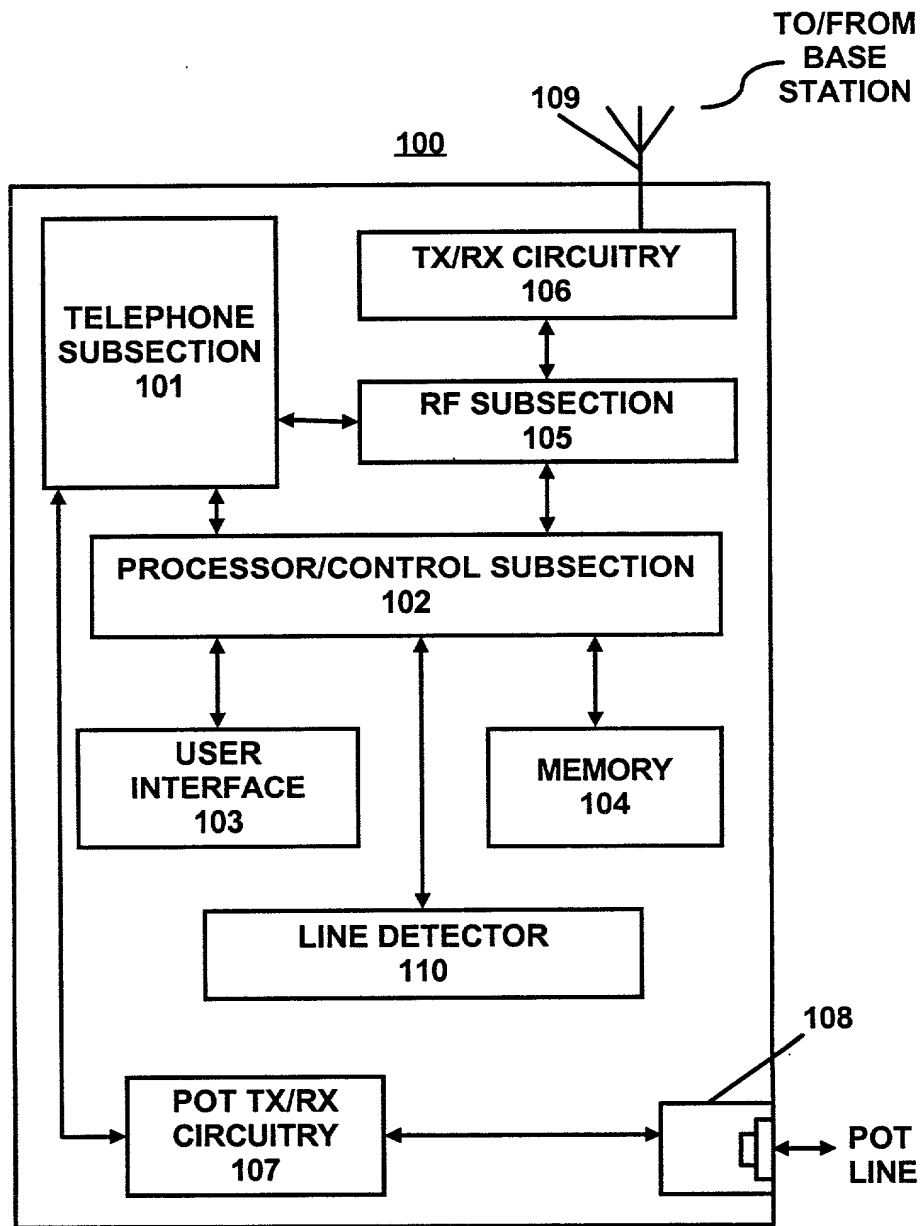 TO/FROM
BASE
STATION
109
100
TX/RX CIRCUITRY
106
TELEPHONE
SUBSECTION
101
RF SUBSECTION
105
PROCESSOR/CONTROL SUBSECTION
102
USER
INTERFACE
103
MEMORY
104
LINE DETECTOR
110
108
POT TX/RX
CIRCUITRY
107
POT
LINE